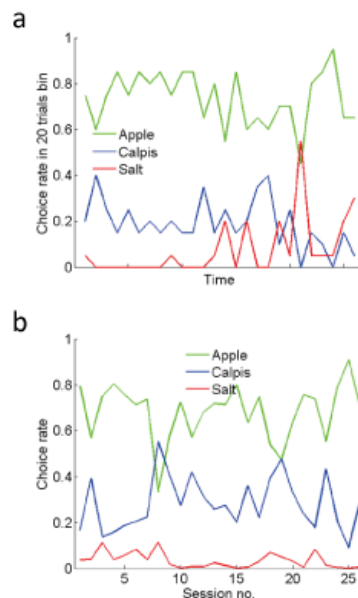 a
Choice rate in 20 trials bin
1
0.8
0.6
0.4
0.2
0
Apple
Calpis
Salt
Time
b
Choice rate
1
0.8
0.6
0.4
0.2
0
Apple
Calpis
Salt
5
10
15
20
25
Session no.